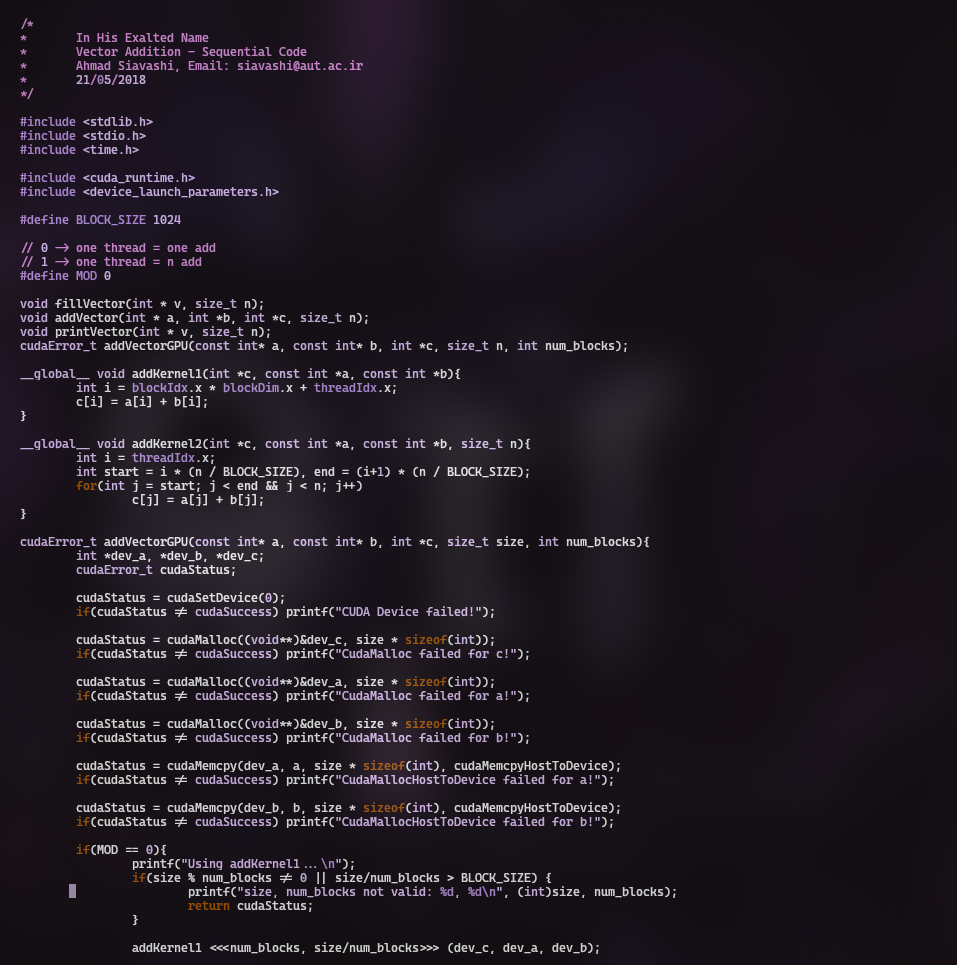 /*
*       In His Exalted Name
*       Vector Addition - Sequential Code
*       Ahmad Siavashi, Email: siavashi@aut.ac.ir
*       21/05/2018
*/
#include <stdlib.h>
#include <stdio.h>
#include <time.h>
#include <cuda_runtime.h>
#include <device_launch_parameters.h>
#define BLOCK_SIZE 1024
// 0 -> one thread = one add
// 1 -> one thread = n add
#define MOD 0
void fillVector(int * v, size_t n);
void addVector(int * a, int *b, int *c, size_t n);
void printVector(int * v, size_t n);
cudaError_t addVectorGPU(const int* a, const int* b, int *c, size_t n, int num_blocks);
__global__ void addKernel1(int *c, const int *a, const int *b){
        int i = blockIdx.x * blockDim.x + threadIdx.x;
        c[i] = a[i] + b[i];
}
__global__ void addKernel2(int *c, const int *a, const int *b, size_t n){
        int i = threadIdx.x;
        int start = i * (n / BLOCK_SIZE), end = (i+1) * (n / BLOCK_SIZE);
        for(int j = start; j < end && j < n; j++)
                c[j] = a[j] + b[j];
}
cudaError_t addVectorGPU(const int* a, const int* b, int *c, size_t size, int num_blocks){
        int *dev_a, *dev_b, *dev_c;
        cudaError_t cudaStatus;
        cudaStatus = cudaSetDevice(0);
        if(cudaStatus != cudaSuccess) printf("CUDA Device failed!");
        cudaStatus = cudaMalloc((void**)&dev_c, size * sizeof(int));
        if(cudaStatus != cudaSuccess) printf("CudaMalloc failed for c!");
        cudaStatus = cudaMalloc((void**)&dev_a, size * sizeof(int));
        if(cudaStatus != cudaSuccess) printf("CudaMalloc failed for a!");
        cudaStatus = cudaMalloc((void**)&dev_b, size * sizeof(int));
        if(cudaStatus != cudaSuccess) printf("CudaMalloc failed for b!");
        cudaStatus = cudaMemcpy(dev_a, a, size * sizeof(int), cudaMemcpyHostToDevice);
        if(cudaStatus != cudaSuccess) printf("CudaMallocHostToDevice failed for a!");
        cudaStatus = cudaMemcpy(dev_b, b, size * sizeof(int), cudaMemcpyHostToDevice);
        if(cudaStatus != cudaSuccess) printf("CudaMallocHostToDevice failed for b!");
        if(MOD == 0){
                printf("Using addKernel1...\n");
                if(size % num_blocks != 0 || size/num_blocks > BLOCK_SIZE) {
                        printf("size, num_blocks not valid: %d, %d\n", (int)size, num_blocks);
                        return cudaStatus;
                }
                addKernel1 <<<num_blocks, size/num_blocks>>> (dev_c, dev_a, dev_b);